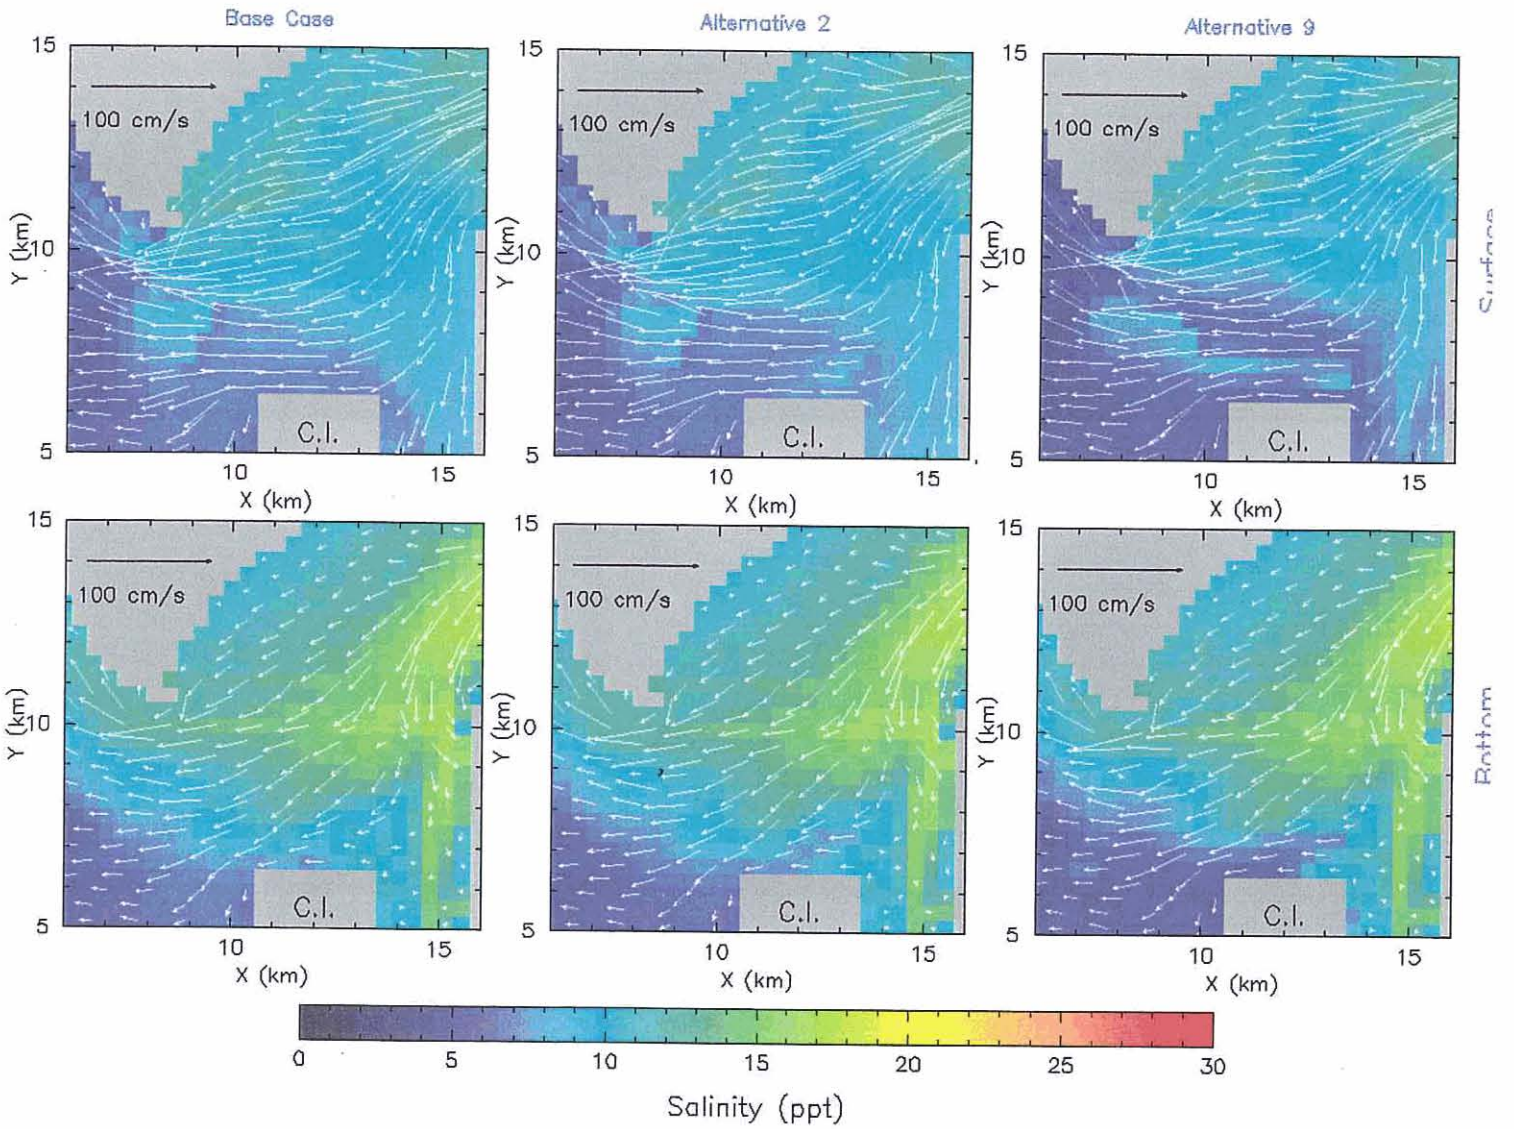 Base Case
Alternative 2
Alternative 9
15
100 cm/s
10
Y (km)
C.I.
5
10
15
X (km)
15
100 cm/s
10
Y (km)
C.I.
5
10
15
X (km)
15
100 cm/s
10
Y (km)
C.I.
5
10
15
X (km)
Surface
15
100 cm/s
10
Y (km)
C.I.
5
10
15
X (km)
15
100 cm/s
10
Y (km)
C.I.
5
10
15
X (km)
15
100 cm/s
10
Y (km)
C.I.
5
10
15
X (km)
Bottom
0 5 10 15 20 25 30
Salinity (ppt)